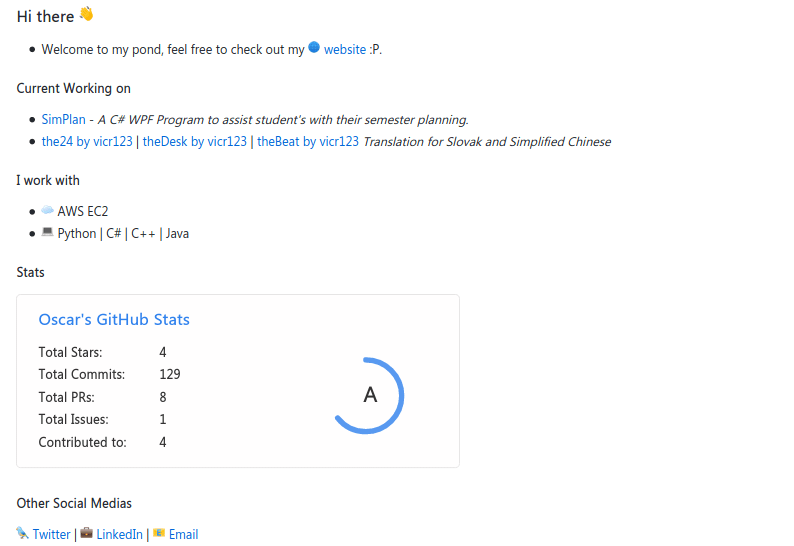 Hi there 👋
• Welcome to my pond, feel free to check out my 🔵 website :P.
Current Working on
• SimPlan - A C# WPF Program to assist student's with their semester planning.
• the24 by vicr123 | theDesk by vicr123 | theBeat by vicr123 Translation for Slovak and Simplified Chinese
I work with
• ☁️ AWS EC2
• 💻 Python | C# | C++ | Java
Stats
Oscar's GitHub Stats
Total Stars: 4
Total Commits: 129
Total PRs: 8
Total Issues: 1
Contributed to: 4
A
Other Social Medias
Twitter | 💼 LinkedIn | 📧 Email